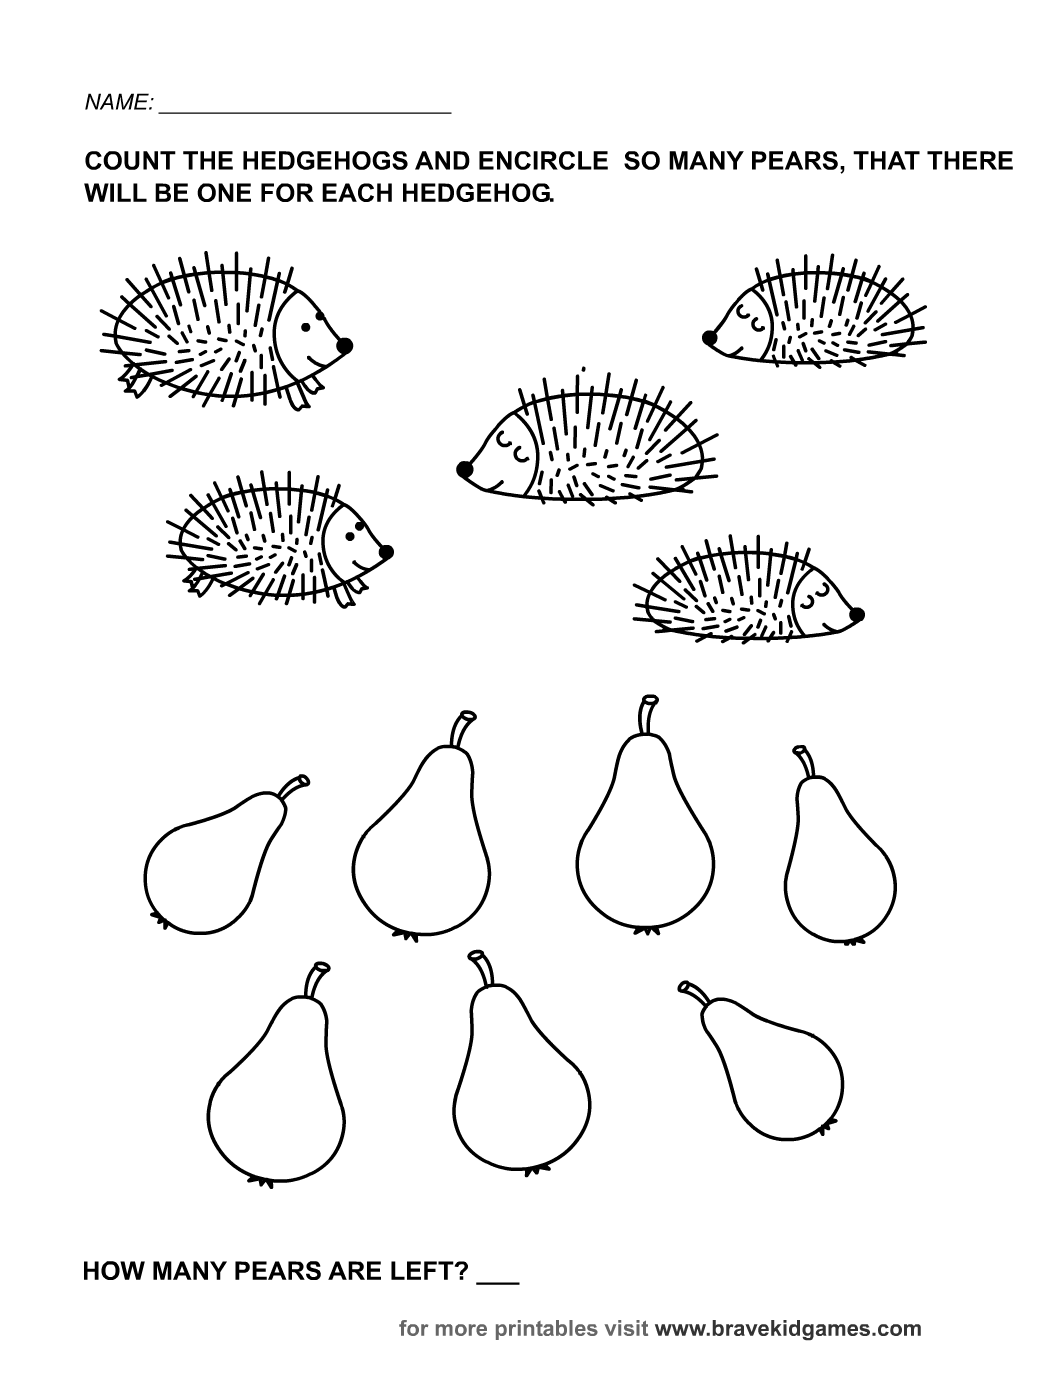 NAME: ________________________
COUNT THE HEDGEHOGS AND ENCIRCLE SO MANY PEARS, THAT THERE
WILL BE ONE FOR EACH HEDGEHOG.
HOW MANY PEARS ARE LEFT? ___
for more printables visit www.bravekidgames.com